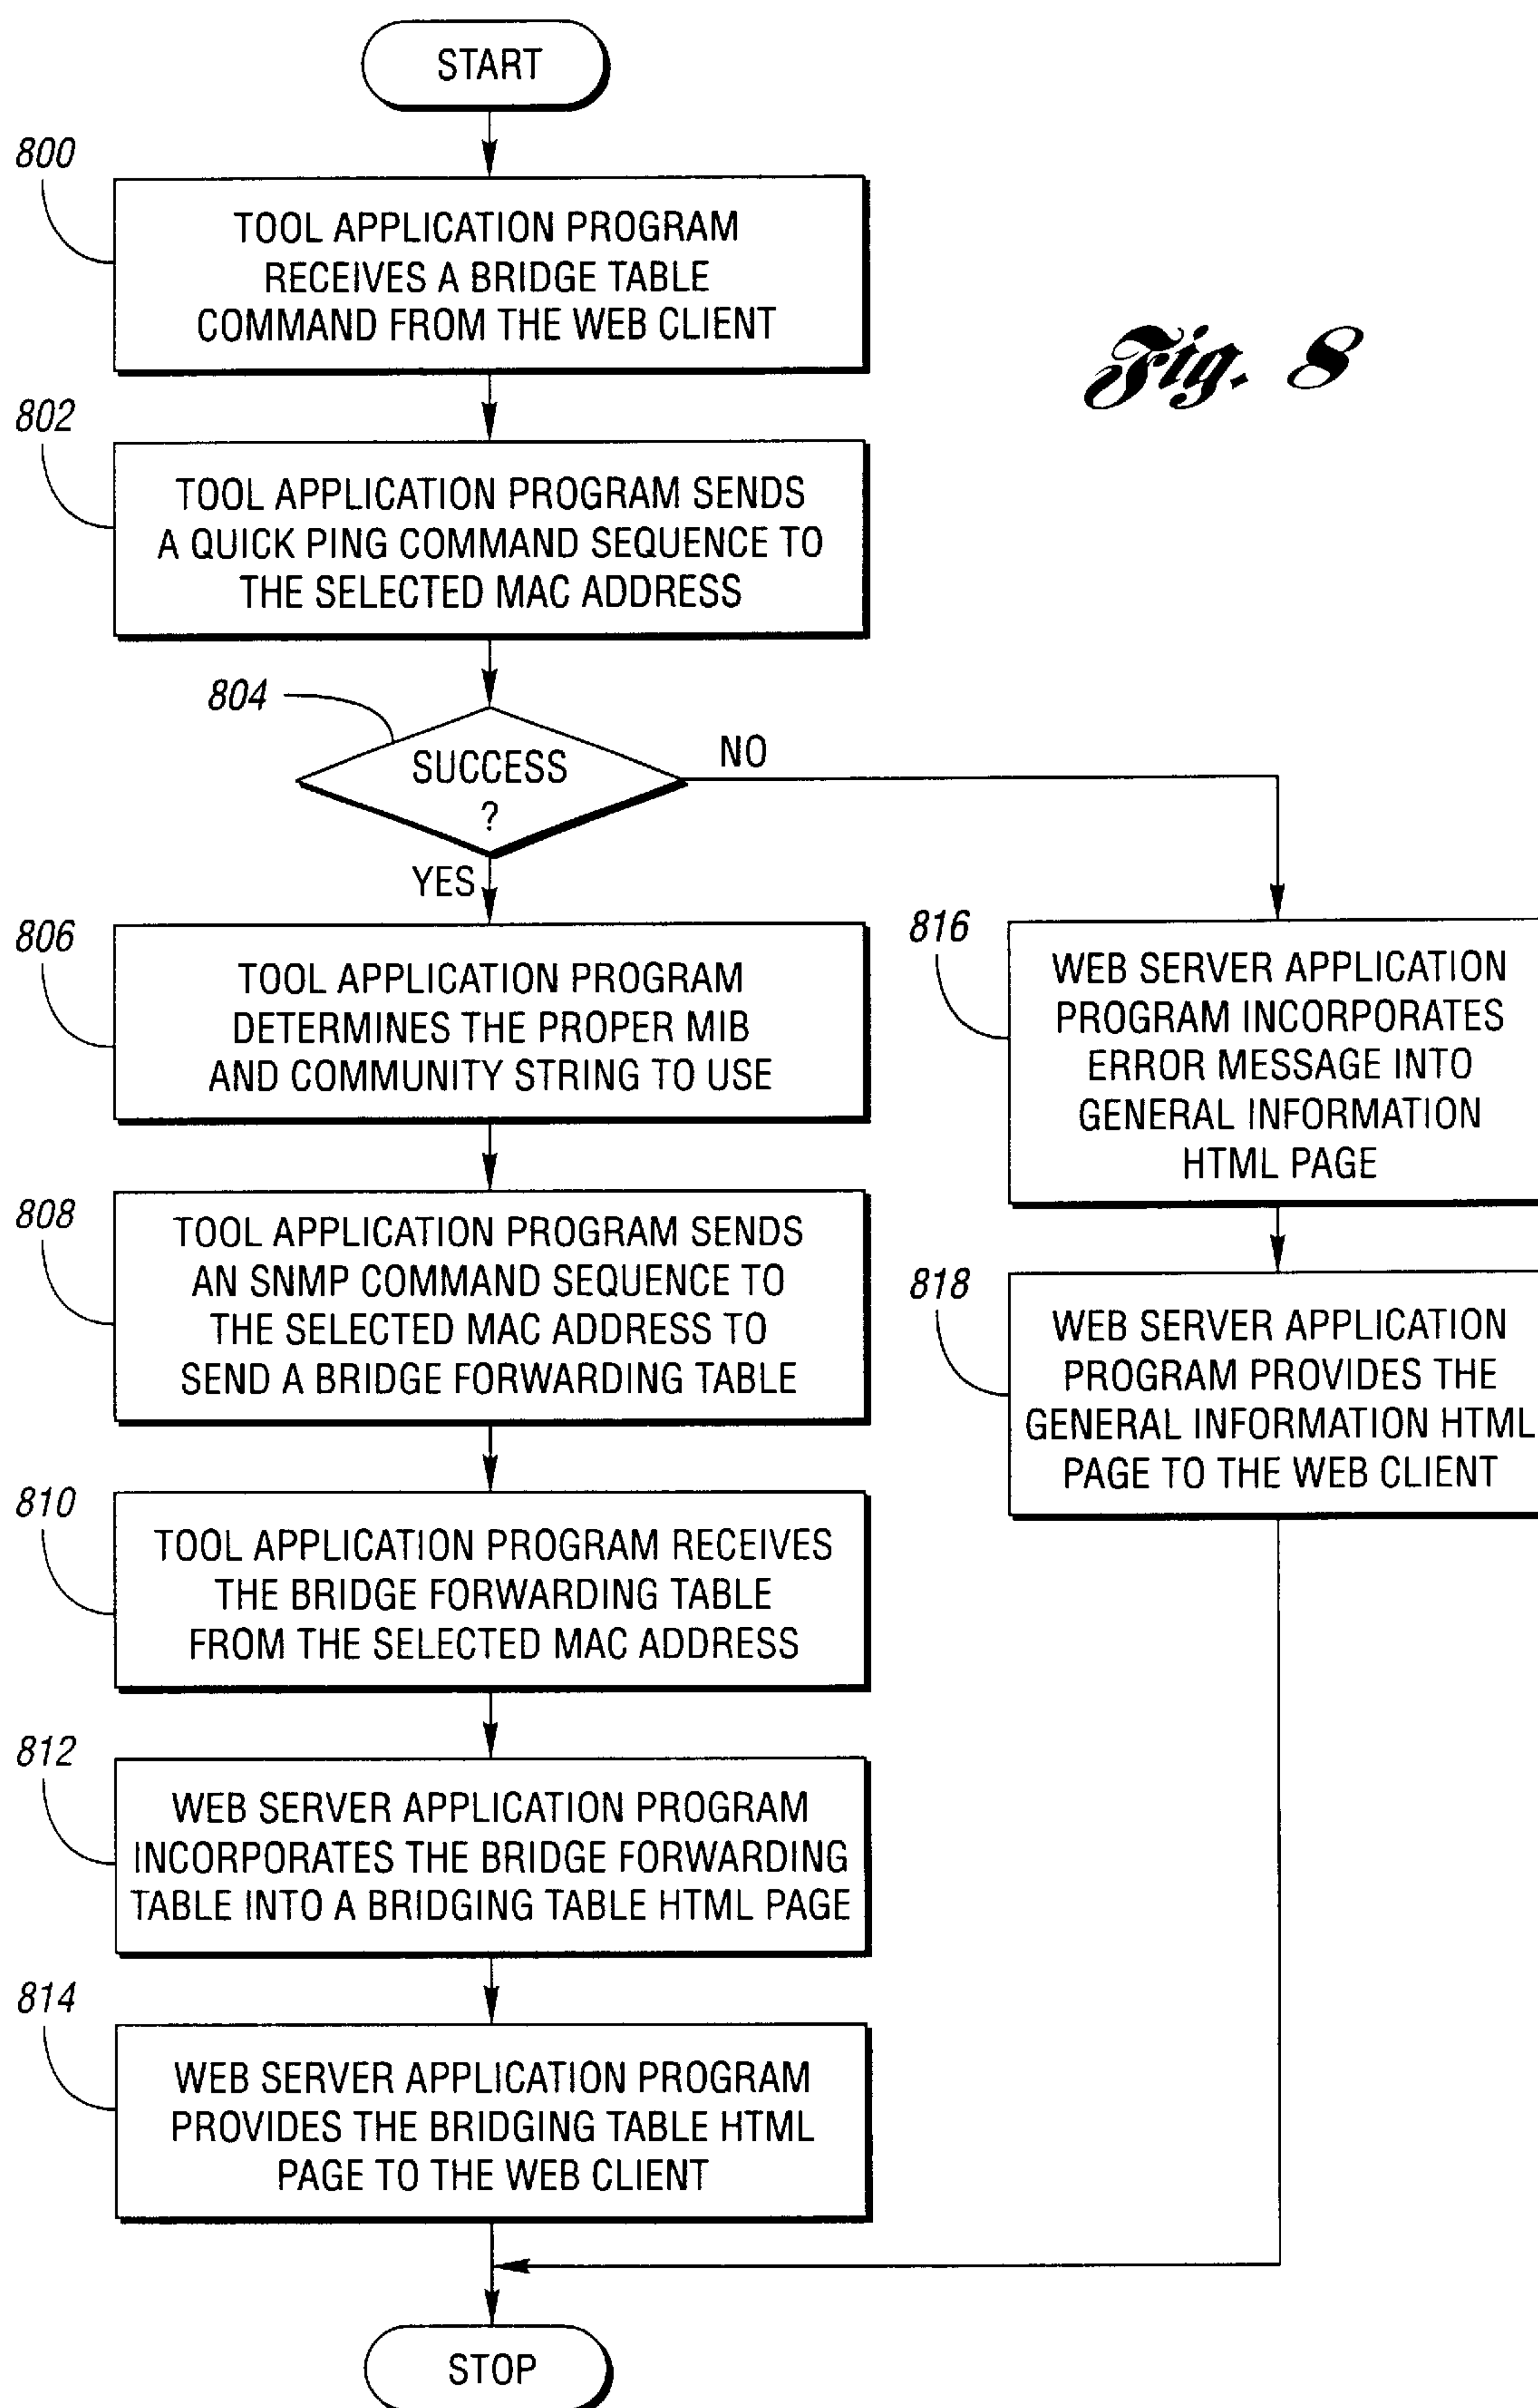 START
800
TOOL APPLICATION PROGRAM
RECEIVES A BRIDGE TABLE
COMMAND FROM THE WEB CLIENT
Fig. 8
802
TOOL APPLICATION PROGRAM SENDS
A QUICK PING COMMAND SEQUENCE TO
THE SELECTED MAC ADDRESS
804
SUCCESS
?
NO
YES
806
TOOL APPLICATION PROGRAM
DETERMINES THE PROPER MIB
AND COMMUNITY STRING TO USE
816
WEB SERVER APPLICATION
PROGRAM INCORPORATES
ERROR MESSAGE INTO
GENERAL INFORMATION
HTML PAGE
808
TOOL APPLICATION PROGRAM SENDS
AN SNMP COMMAND SEQUENCE TO
THE SELECTED MAC ADDRESS TO
SEND A BRIDGE FORWARDING TABLE
818
WEB SERVER APPLICATION
PROGRAM PROVIDES THE
GENERAL INFORMATION HTML
PAGE TO THE WEB CLIENT
810
TOOL APPLICATION PROGRAM RECEIVES
THE BRIDGE FORWARDING TABLE
FROM THE SELECTED MAC ADDRESS
812
WEB SERVER APPLICATION PROGRAM
INCORPORATES THE BRIDGE FORWARDING
TABLE INTO A BRIDGING TABLE HTML PAGE
814
WEB SERVER APPLICATION PROGRAM
PROVIDES THE BRIDGING TABLE HTML
PAGE TO THE WEB CLIENT
STOP